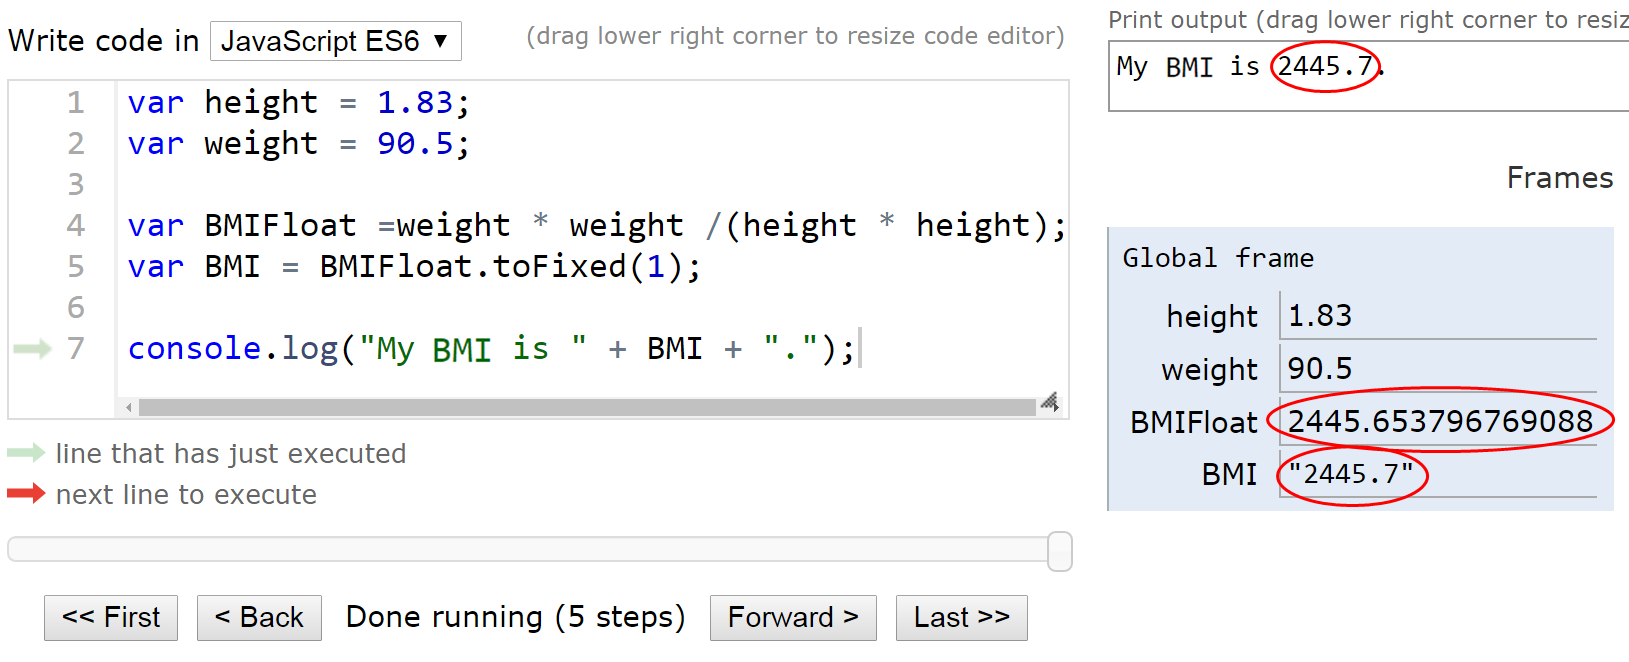 Write code in JavaScript ES6 ▼
(drag lower right corner to resize code editor)
1 var height = 1.83;
2 var weight = 90.5;
3
4 var BMIFloat =weight * weight /(height * height);
5 var BMI = BMIFloat.toFixed(1);
6
7 console.log("My BMI is " + BMI + ".");
line that has just executed
next line to execute
<< First
< Back
Done running (5 steps)
Forward >
Last >>
Print output (drag lower right corner to resiz
My BMI is 2445.7.
Frames
Global frame
height 1.83
weight 90.5
BMIFloat 2445.653796769088
BMI "2445.7"